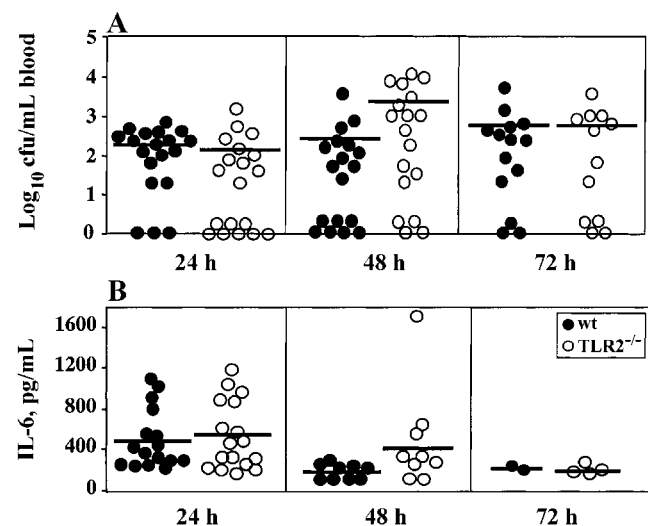 A
Log10 cfu/mL blood
5
4
3
2
1
0
24 h
48 h
72 h
B
IL-6, pg/mL
1600
1200
800
400
0
wt
TLR2-/-
24 h
48 h
72 h